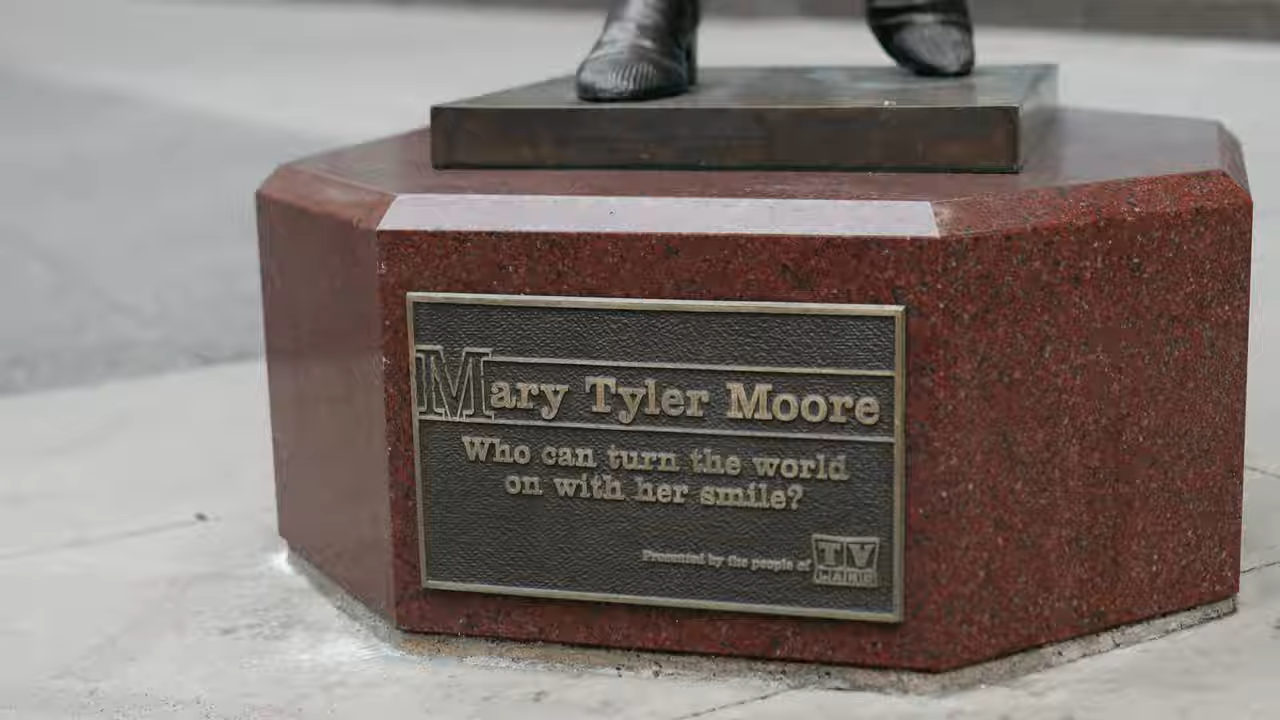 Mary Tyler Moore
Who can turn the world
on with her smile?
Presented by the people of
TV
LAND